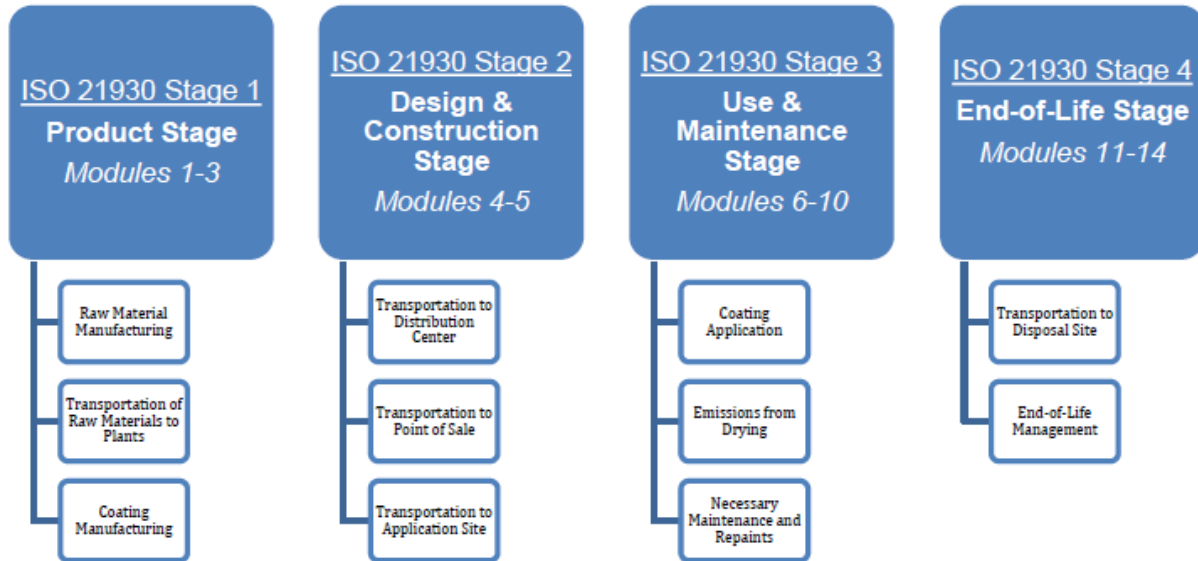 ISO 21930 Stage 1
Product Stage
Modules 1-3
Raw Material
Manufacturing
Transportation of
Raw Materials to
Plants
Coating
Manufacturing
ISO 21930 Stage 2
Design &
Construction
Stage
Modules 4-5
Transportation to
Distribution
Center
Transportation to
Point of Sale
Transportation to
Application Site
ISO 21930 Stage 3
Use &
Maintenance
Stage
Modules 6-10
Coating
Application
Emissions from
Drying
Necessary
Maintenance and
Repaints
ISO 21930 Stage 4
End-of-Life Stage
Modules 11-14
Transportation to
Disposal Site
End-of-Life
Management